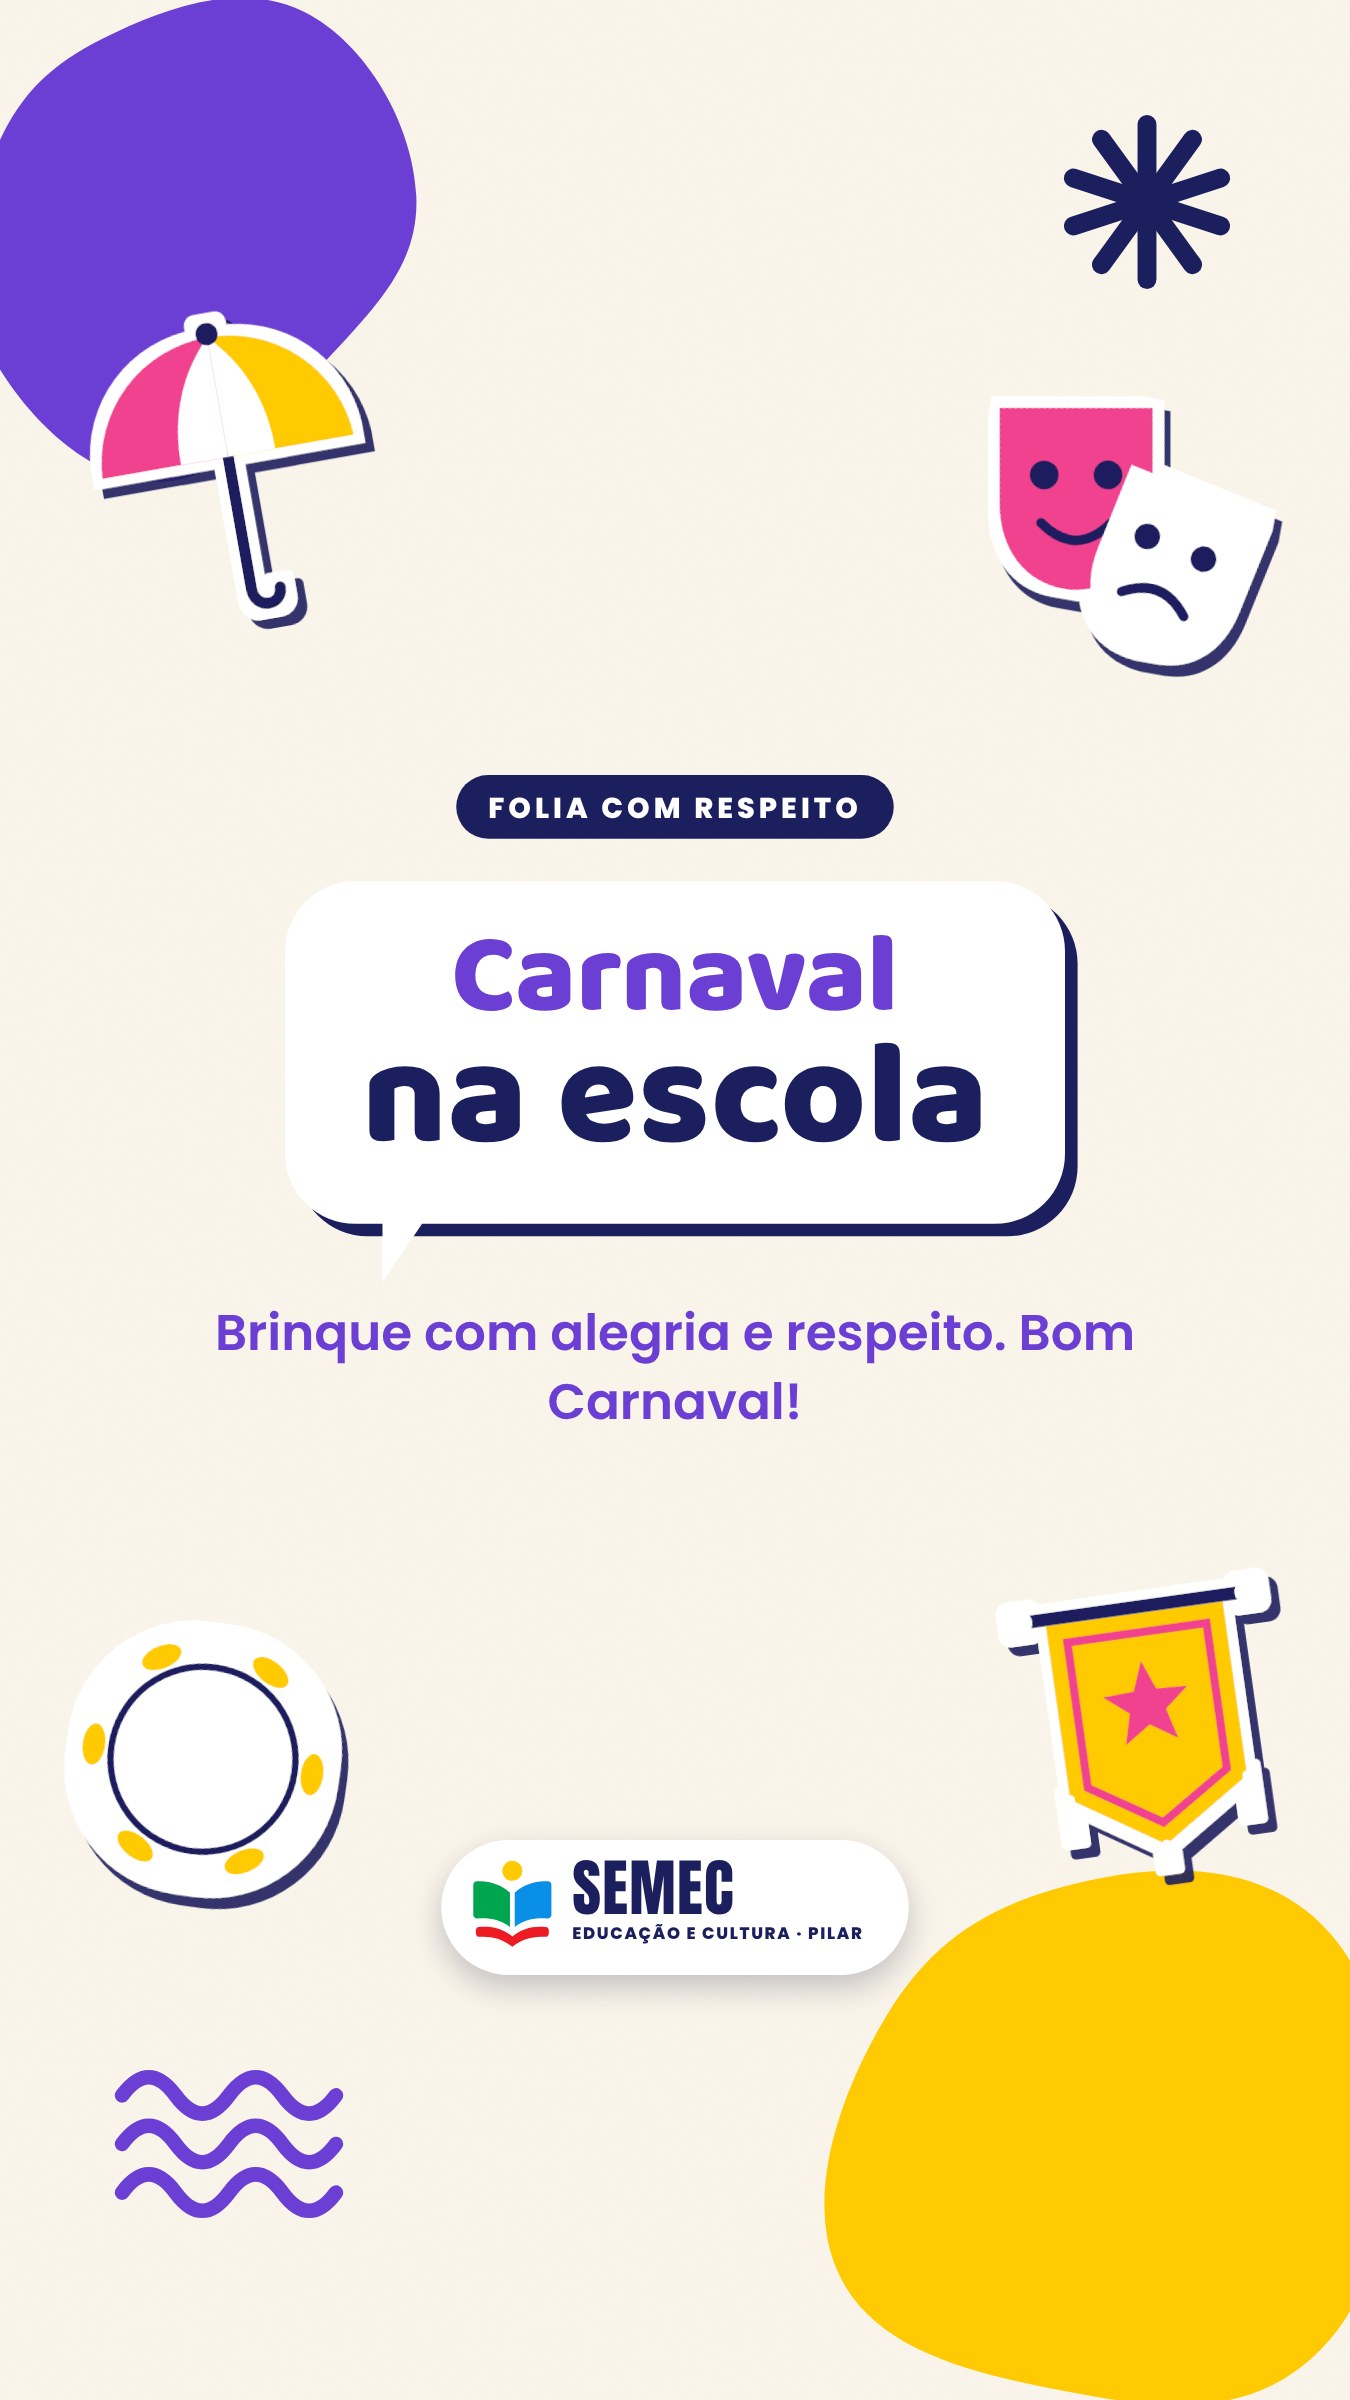 FOLIA COM RESPEITO
Carnaval
na escola
Brinque com alegria e respeito. Bom
Carnaval!
SEMEC
EDUCAÇÃO E CULTURA · PILAR